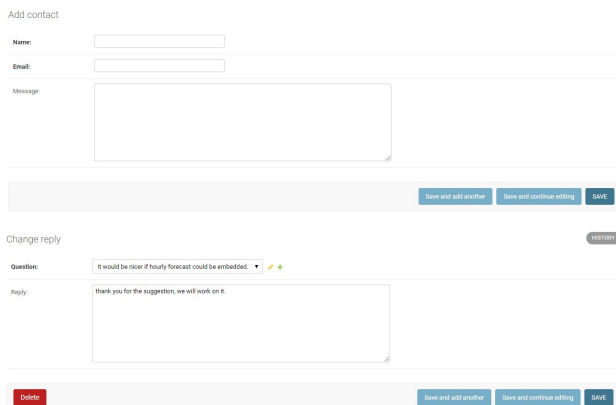 Add contact
Name:
Email:
Message:
Save and add another Save and continue editing SAVE
Change reply HISTORY
Question: It would be nicer if hourly forecast could be embedded.
Reply: thank you for the suggestion, we will work on it.
Delete Save and add another Save and continue editing SAVE